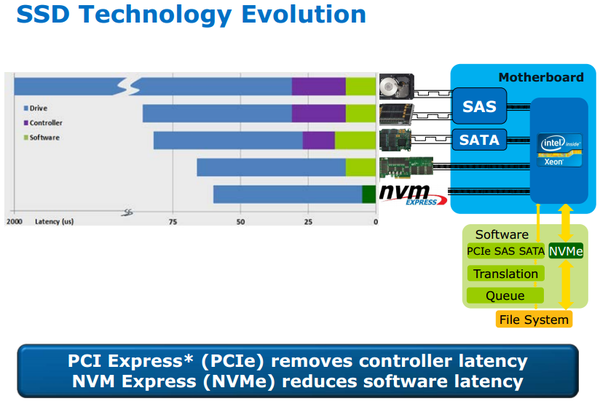 SSD Technology Evolution
Motherboard
Drive
Controller
Software
SAS
SATA
intel inside
Xeon
nvm
EXPRESS
2000 Latency (us) 75 50 25 0
Software
PCIe SAS SATA NVMe
Translation
Queue
File System
PCI Express* (PCIe) removes controller latency
NVM Express (NVMe) reduces software latency